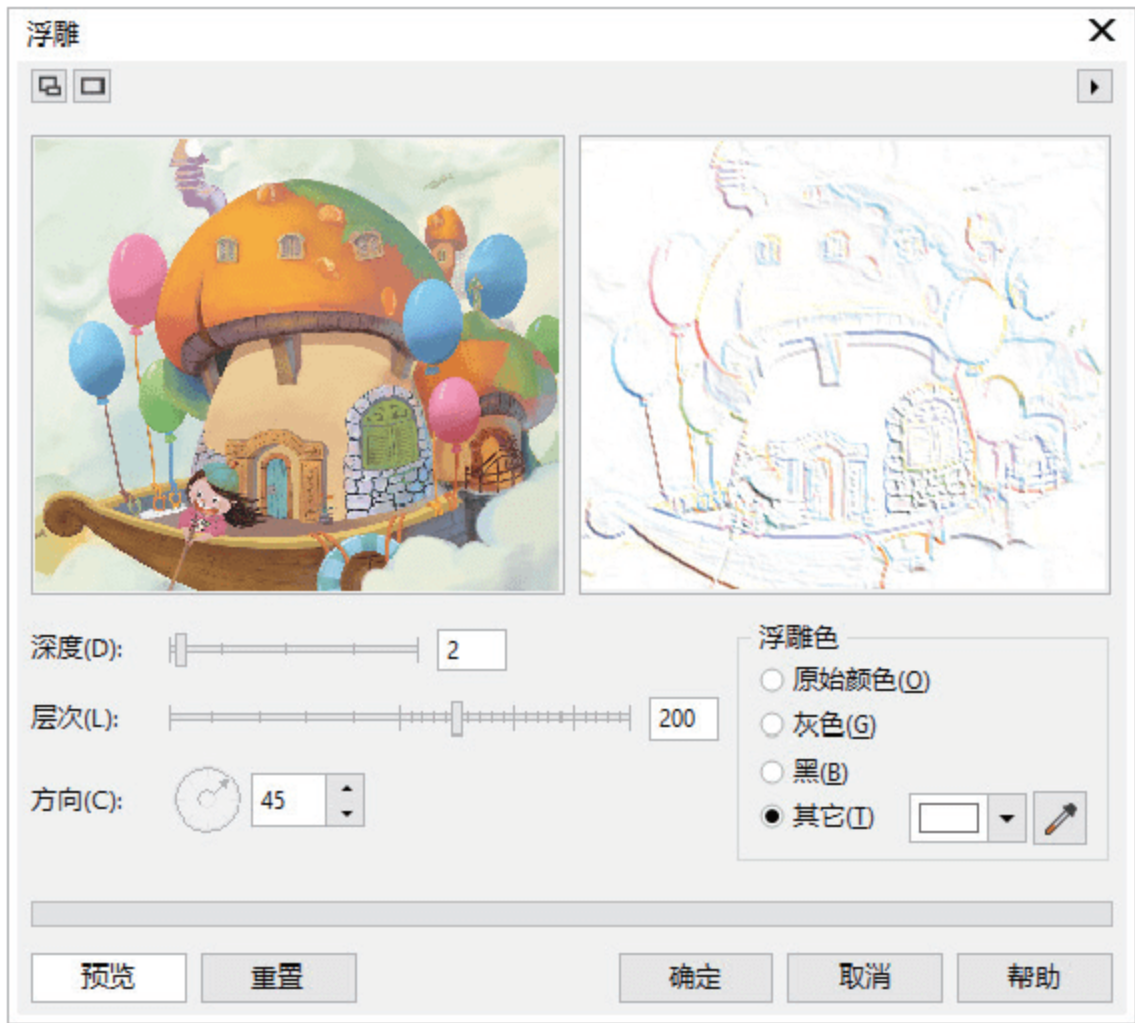 浮雕
深度(D):
2
层次(L):
200
方向(C):
45
浮雕色
原始颜色(O)
灰色(G)
黑(B)
其它(T)
预览
重置
确定
取消
帮助